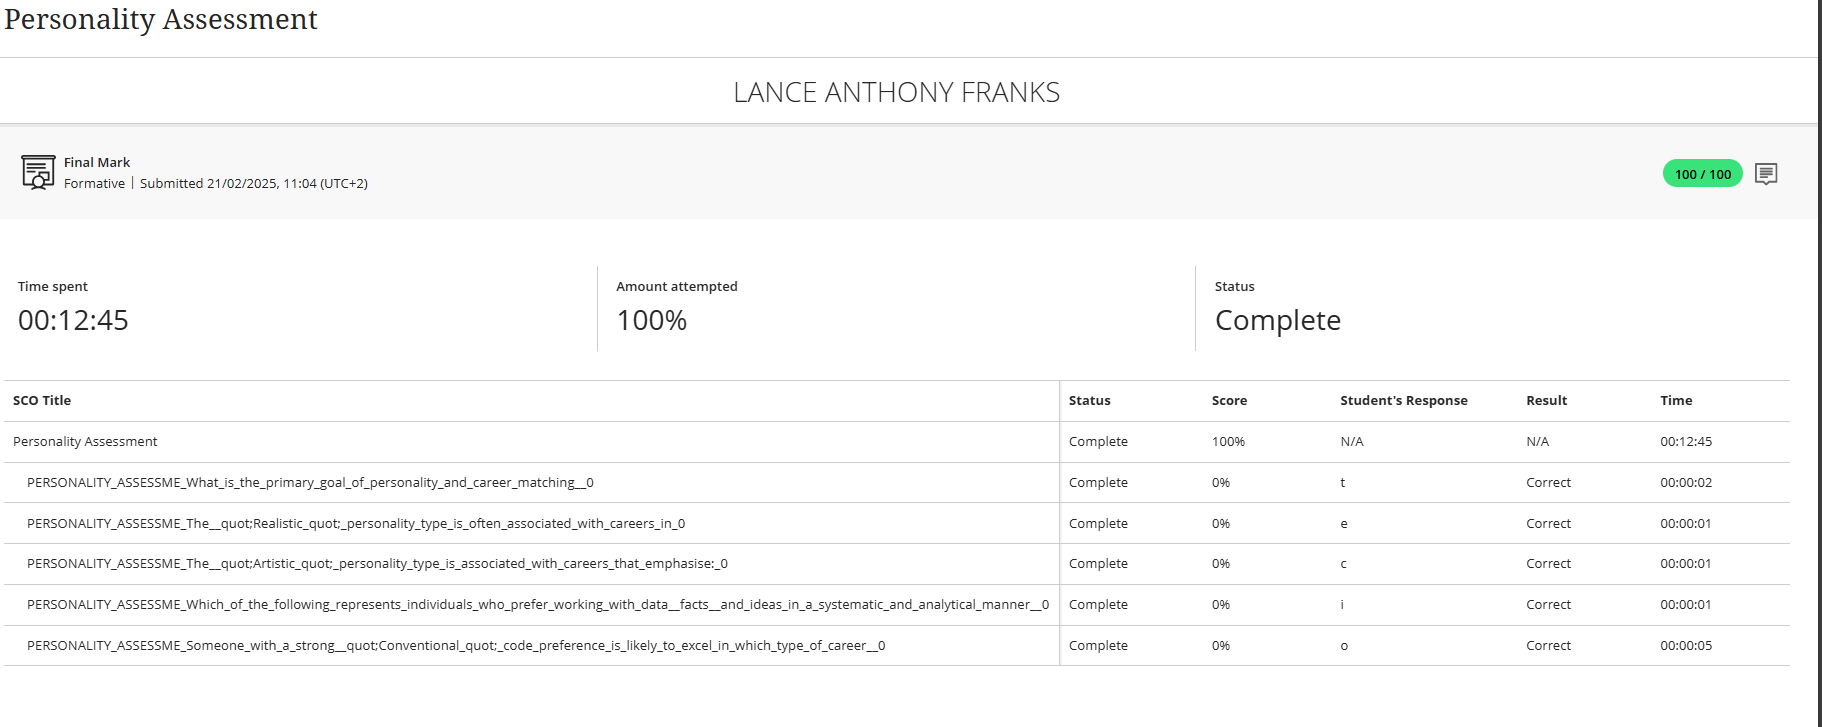 Personality Assessment
LANCE ANTHONY FRANKS
Final Mark
Formative | Submitted 21/02/2025, 11:04 (UTC+2)
100 / 100
Time spent
00:12:45
Amount attempted
100%
Status
Complete
SCO Title Status Score Student's Response Result Time
Personality Assessment Complete 100% N/A N/A 00:12:45
PERSONALITY_ASSESSME_What_is_the_primary_goal_of_personality_and_career_matching__0 Complete 0% t Correct 00:00:02
PERSONALITY_ASSESSME_The__quot;Realistic_quot;_personality_type_is_often_associated_with_careers_in_0 Complete 0% e Correct 00:00:01
PERSONALITY_ASSESSME_The__quot;Artistic_quot;_personality_type_is_associated_with_careers_that_emphasise:_0 Complete 0% c Correct 00:00:01
PERSONALITY_ASSESSME_Which_of_the_following_represents_individuals_who_prefer_working_with_data__facts__and_ideas_in_a_systematic_and_analytical_manner__0 Complete 0% i Correct 00:00:01
PERSONALITY_ASSESSME_Someone_with_a_strong__quot;Conventional_quot;_code_preference_is_likely_to_excel_in_which_type_of_career__0 Complete 0% o Correct 00:00:05